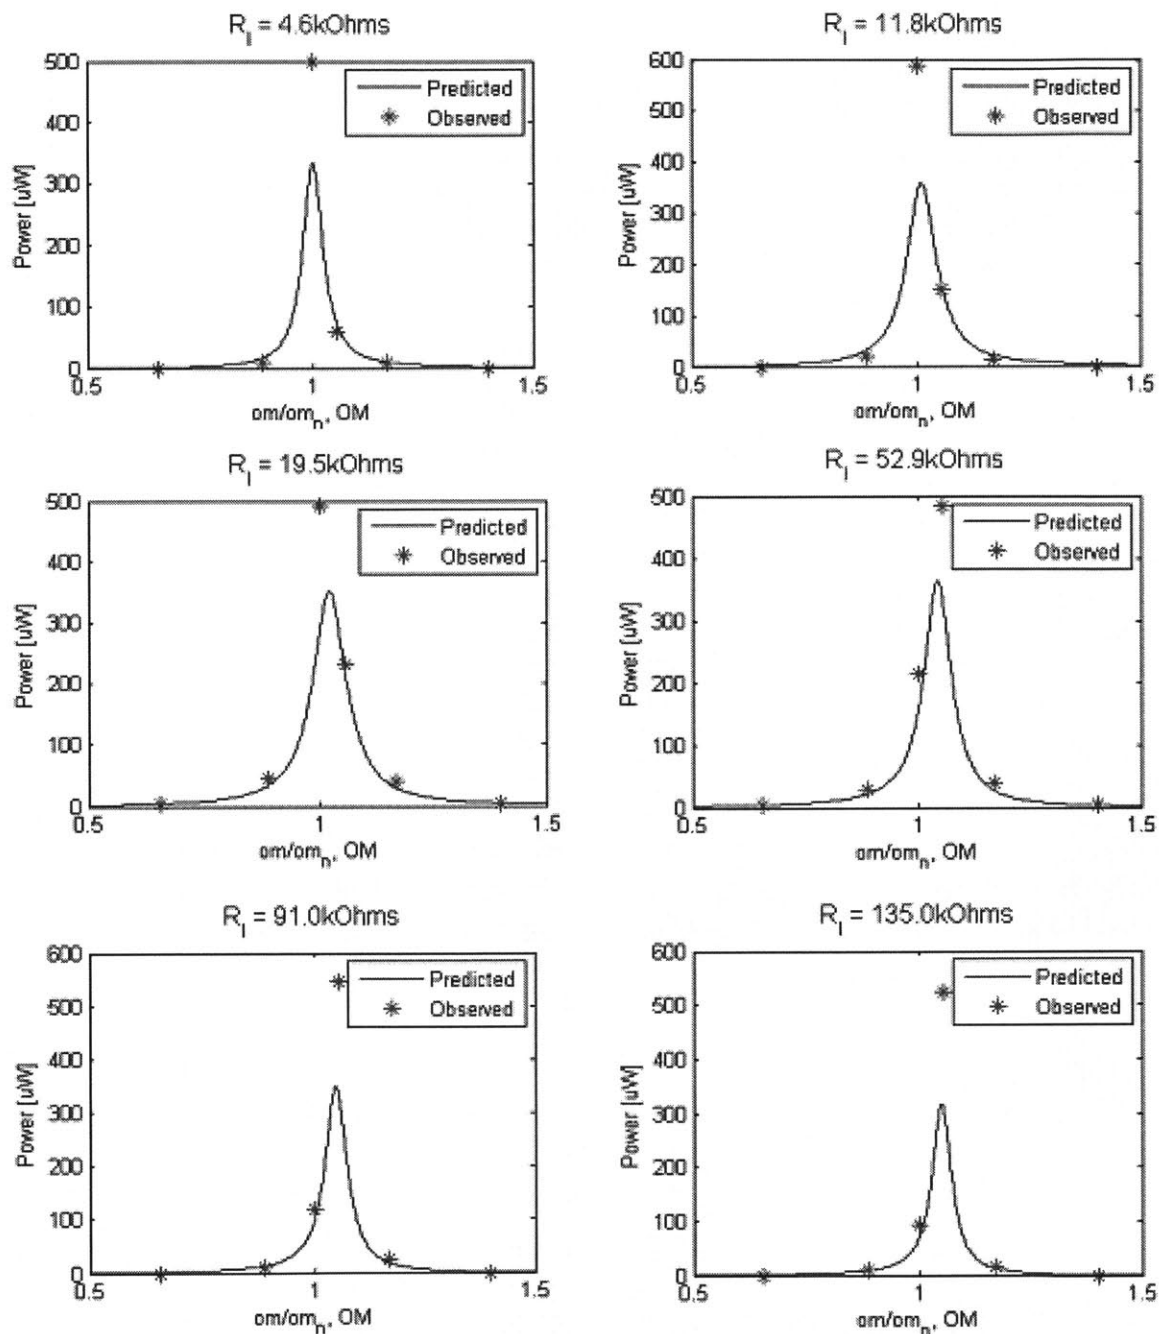 R_l = 4.6kOhms
500
400
300
200
100
0
Power [uW]
Predicted
Observed
0.5
1
1.5
om/om_n, OM
R_l = 11.8kOhms
600
500
400
300
200
100
0
Power [uW]
Predicted
Observed
0.5
1
1.5
om/om_n, OM
R_l = 19.5kOhms
500
400
300
200
100
0
Power [uW]
Predicted
Observed
0.5
1
1.5
om/om_n, OM
R_l = 52.9kOhms
500
400
300
200
100
0
Power [uW]
Predicted
Observed
0.5
1
1.5
om/om_n, OM
R_l = 91.0kOhms
600
500
400
300
200
100
0
Power [uW]
Predicted
Observed
0.5
1
1.5
om/om_n, OM
R_l = 135.0kOhms
600
500
400
300
200
100
0
Power [uW]
Predicted
Observed
0.5
1
1.5
om/om_n, OM